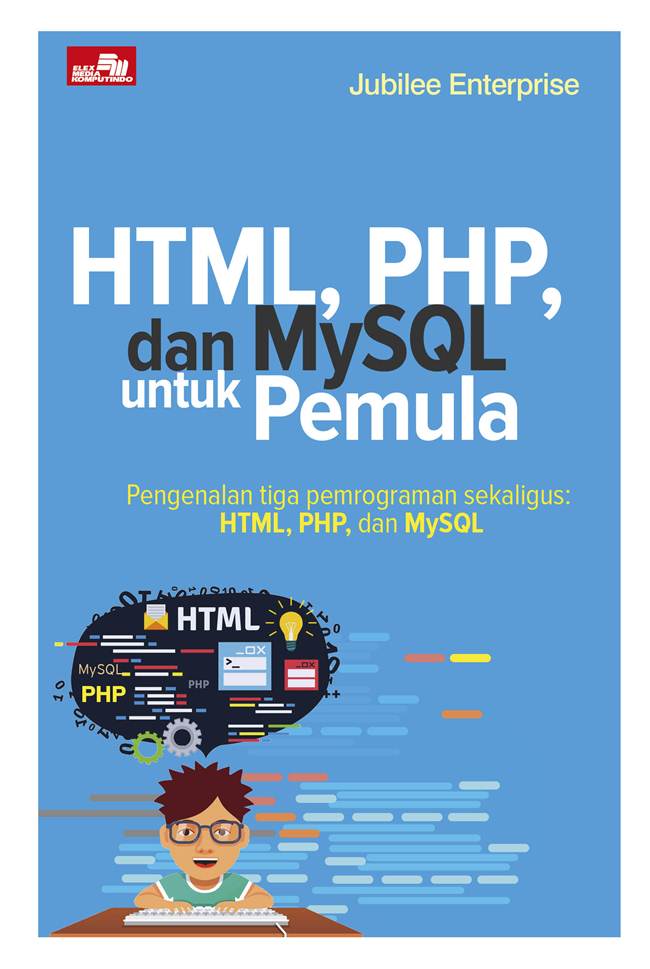 ELEX
MEDIA
KOMPUTINDO
Jubilee Enterprise
HTML, PHP,
dan MySQL
untuk Pemula
Pengenalan tiga pemrograman sekaligus:
HTML, PHP, dan MySQL
HTML
MySQL
PHP
PHP